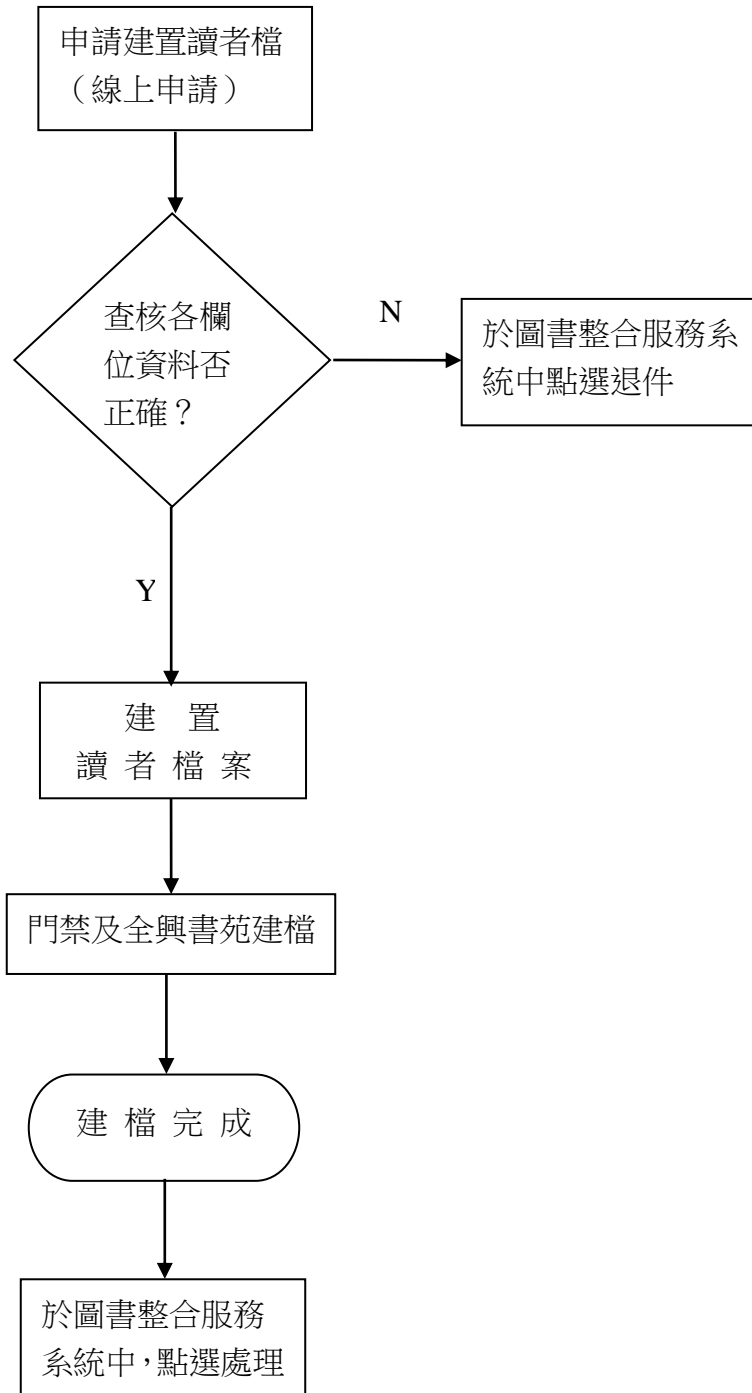 申請建置讀者檔
（線上申請）
查核各欄
位資料否
正確？
N
於圖書整合服務系
統中點選退件
Y
建 置
讀 者 檔 案
門禁及全興書苑建檔
建 檔 完 成
於圖書整合服務
系統中，點選處理